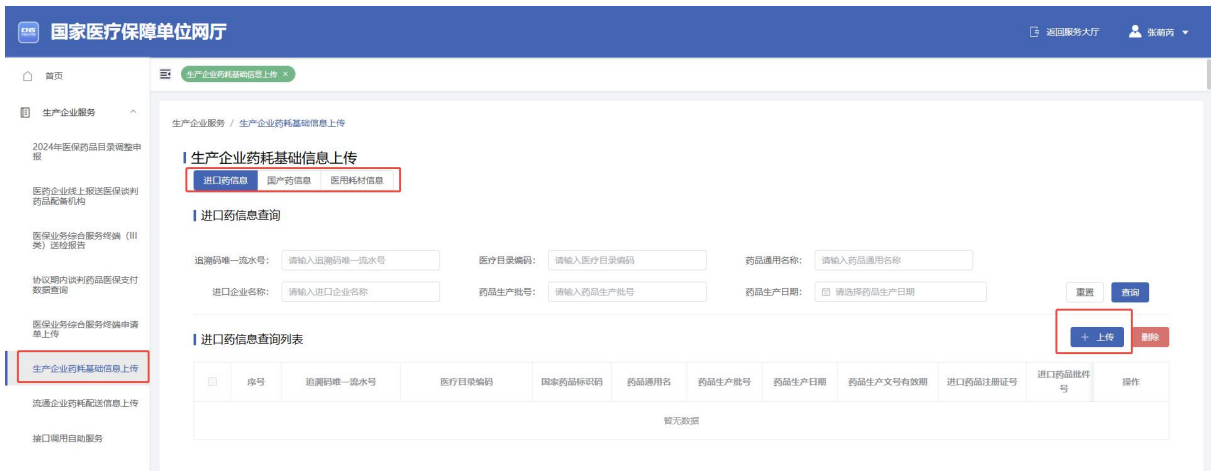 CHS
国家医疗保障单位网厅
返回服务大厅
张萌芮
首页
生产企业药耗基础信息上传 ×
生产企业服务
2024年医保药品目录调整申
报
医药企业线上报送医保谈判
药品配备机构
医保业务综合服务终端（III
类）送检报告
协议期内谈判药品医保支付
数据查询
医保业务综合服务终端申请
单上传
生产企业药耗基础信息上传
流通企业药耗配送信息上传
接口调用自助服务
生产企业服务 / 生产企业药耗基础信息上传
生产企业药耗基础信息上传
进口药信息 国产药信息 医用耗材信息
进口药信息查询
追溯码唯一流水号： 请输入追溯码唯一流水号 医疗目录编码： 请输入医疗目录编码 药品通用名称： 请输入药品通用名称
进口企业名称： 请输入进口企业名称 药品生产批号： 请输入药品生产批号 药品生产日期： 请选择药品生产日期 重置 查询
进口药信息查询列表 + 上传 删除
序号 追溯码唯一流水号 医疗目录编码 国家药品标识码 药品通用名 药品生产批号 药品生产日期 药品生产文号有效期 进口药品注册证号 进口药品批件
号 操作
暂无数据